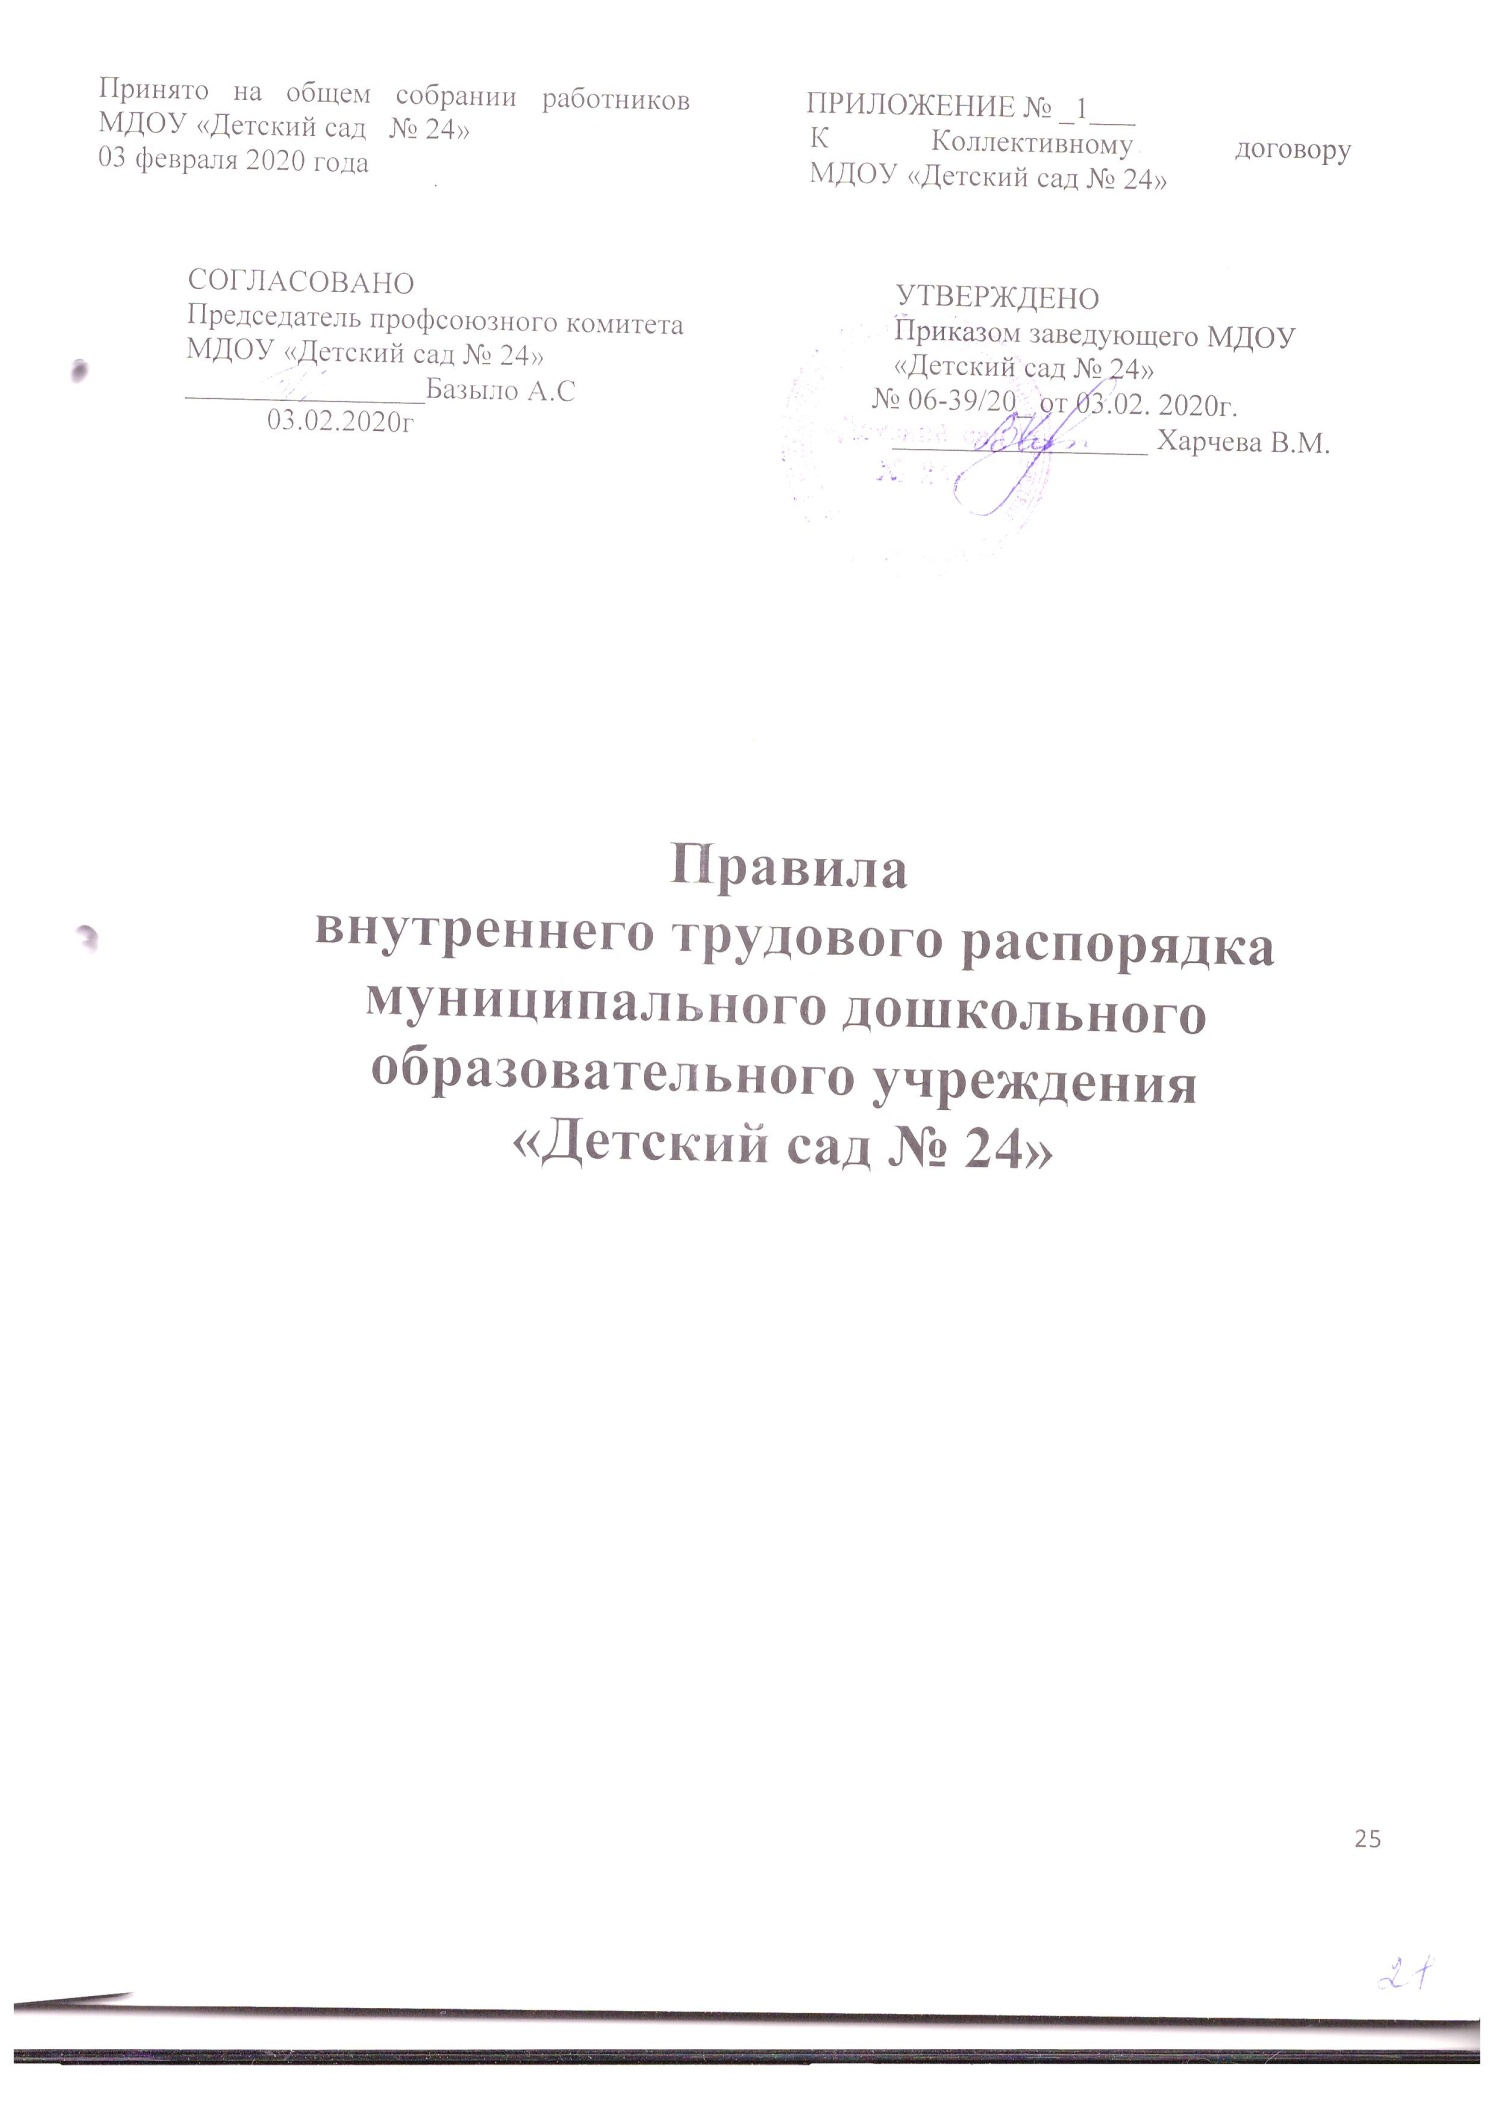 Принято на общем собрании работников
МДОУ «Детский сад № 24»
03 февраля 2020 года
ПРИЛОЖЕНИЕ № _1___
К Коллективному договору
МДОУ «Детский сад № 24»
СОГЛАСОВАНО
Председатель профсоюзного комитета
МДОУ «Детский сад № 24»
________________Базыло А.С
03.02.2020г
УТВЕРЖДЕНО
Приказом заведующего МДОУ
«Детский сад № 24»
№ 06-39/20_ от 03.02. 2020г.
_________________ Харчева В.М.
Правила
внутреннего трудового распорядка
муниципального дошкольного
образовательного учреждения
«Детский сад № 24»
25